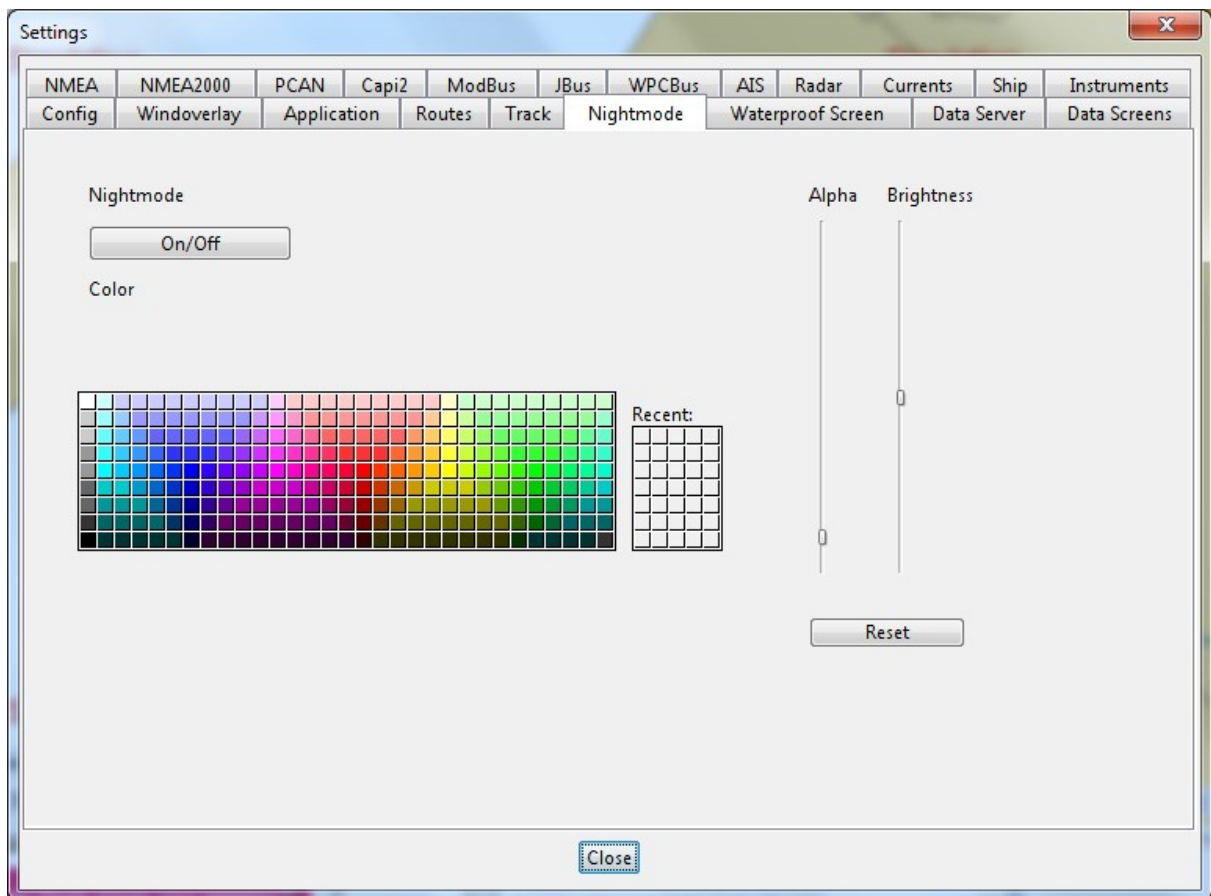 Settings
NMEA NMEA2000 PCAN Capi2 ModBus JBus WPCBus AIS Radar Currents Ship Instruments
Config Windoverlay Application Routes Track Nightmode Waterproof Screen Data Server Data Screens
Nightmode
Alpha Brightness
On/Off
Color
Recent:
Reset
Close